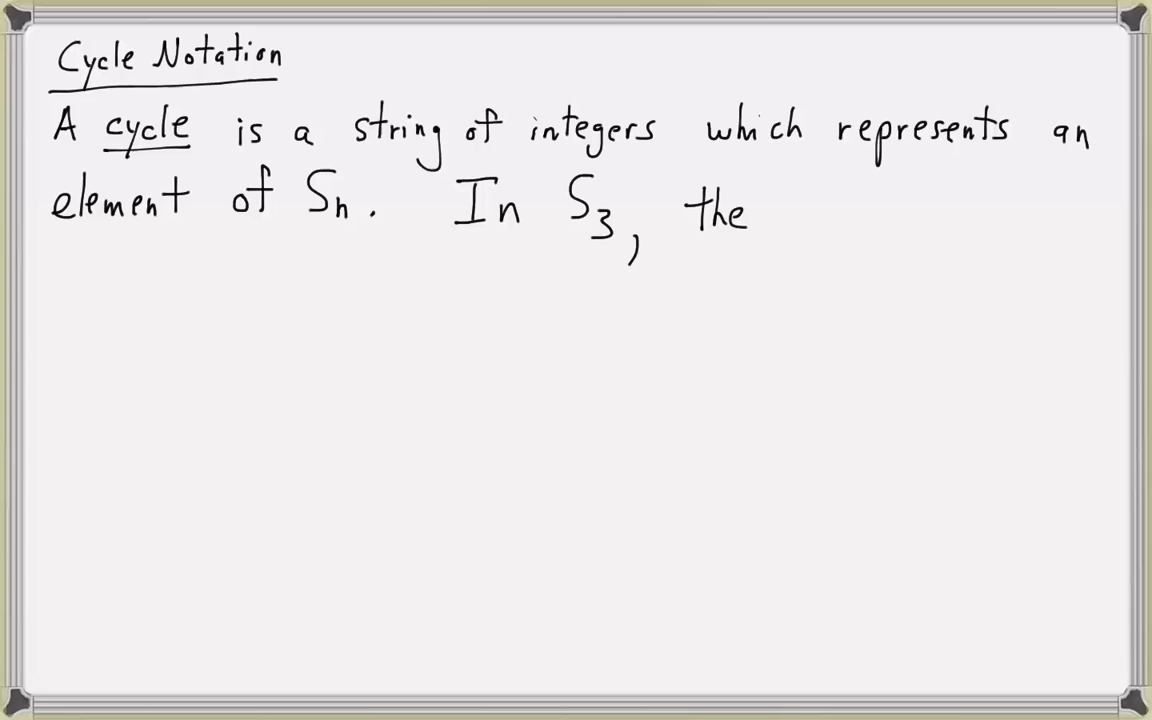 Cycle Notation
A cycle is a string of integers which represents an
element of Sn. In S3, the